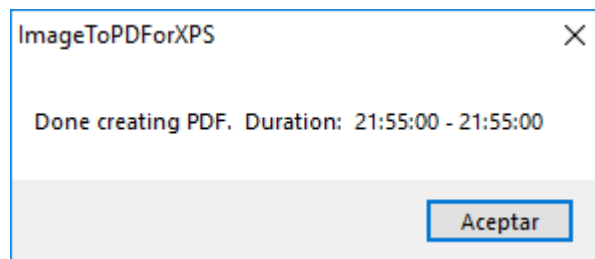 ImageToPDForXPS
Done creating PDF.  Duration:  21:55:00 - 21:55:00
Aceptar